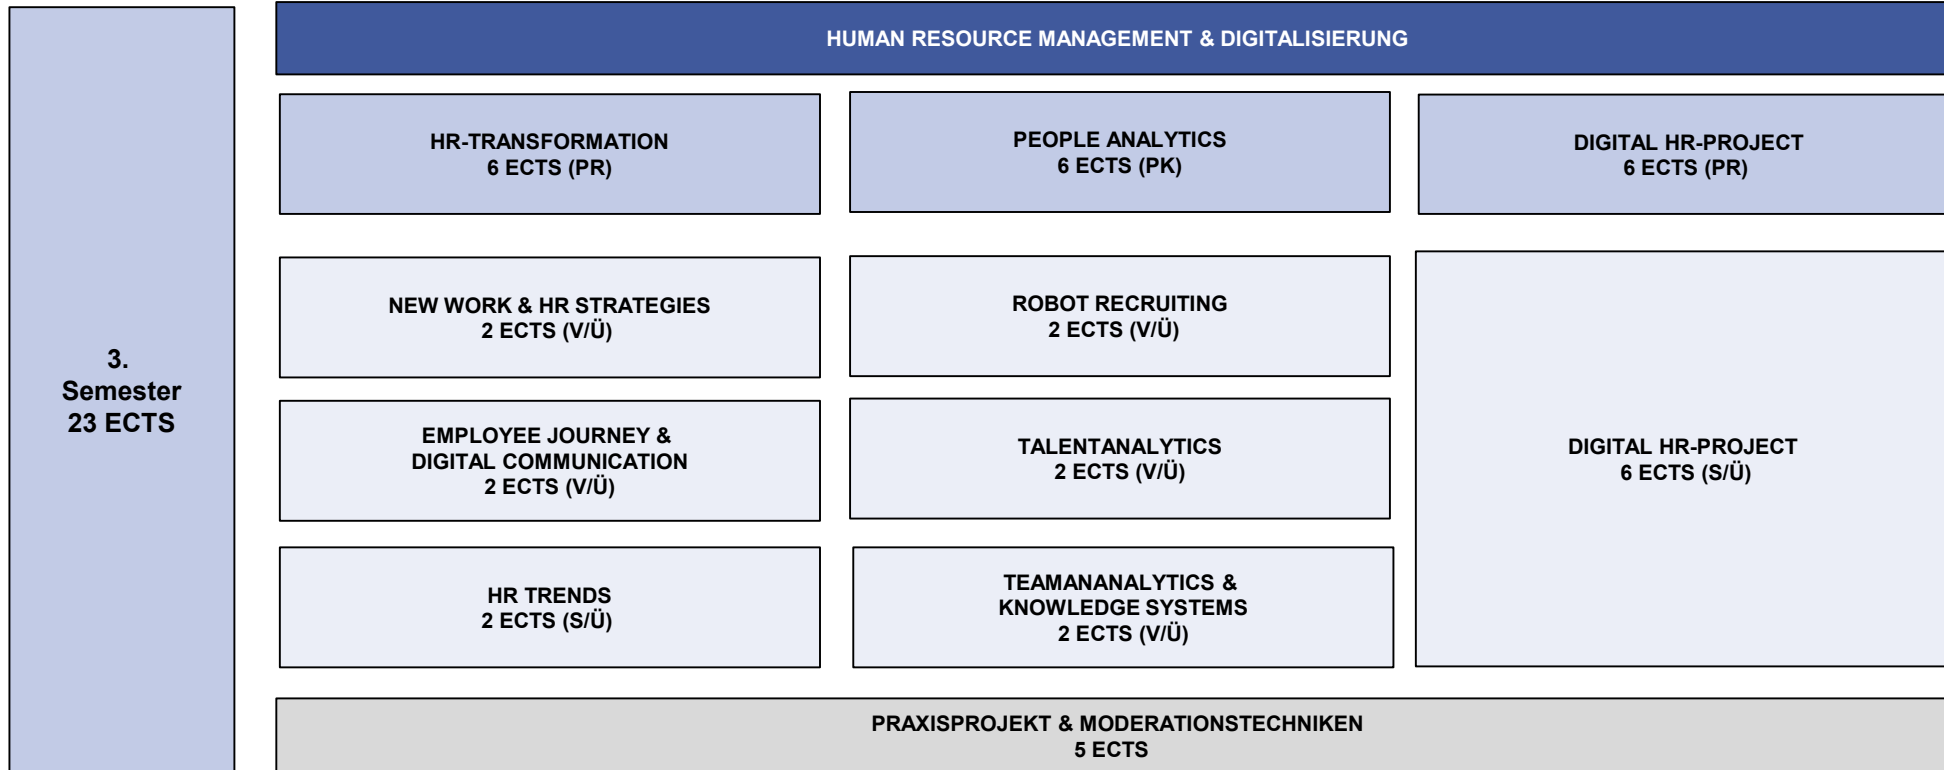 3.
Semester
23 ECTS
HUMAN RESOURCE MANAGEMENT & DIGITALISIERUNG
HR-TRANSFORMATION
6 ECTS (PR)
PEOPLE ANALYTICS
6 ECTS (PK)
DIGITAL HR-PROJECT
6 ECTS (PR)
NEW WORK & HR STRATEGIES
2 ECTS (V/Ü)
ROBOT RECRUITING
2 ECTS (V/Ü)
EMPLOYEE JOURNEY &
DIGITAL COMMUNICATION
2 ECTS (V/Ü)
TALENTANALYTICS
2 ECTS (V/Ü)
DIGITAL HR-PROJECT
6 ECTS (S/Ü)
HR TRENDS
2 ECTS (S/Ü)
TEAMANANALYTICS &
KNOWLEDGE SYSTEMS
2 ECTS (V/Ü)
PRAXISPROJEKT & MODERATIONSTECHNIKEN
5 ECTS